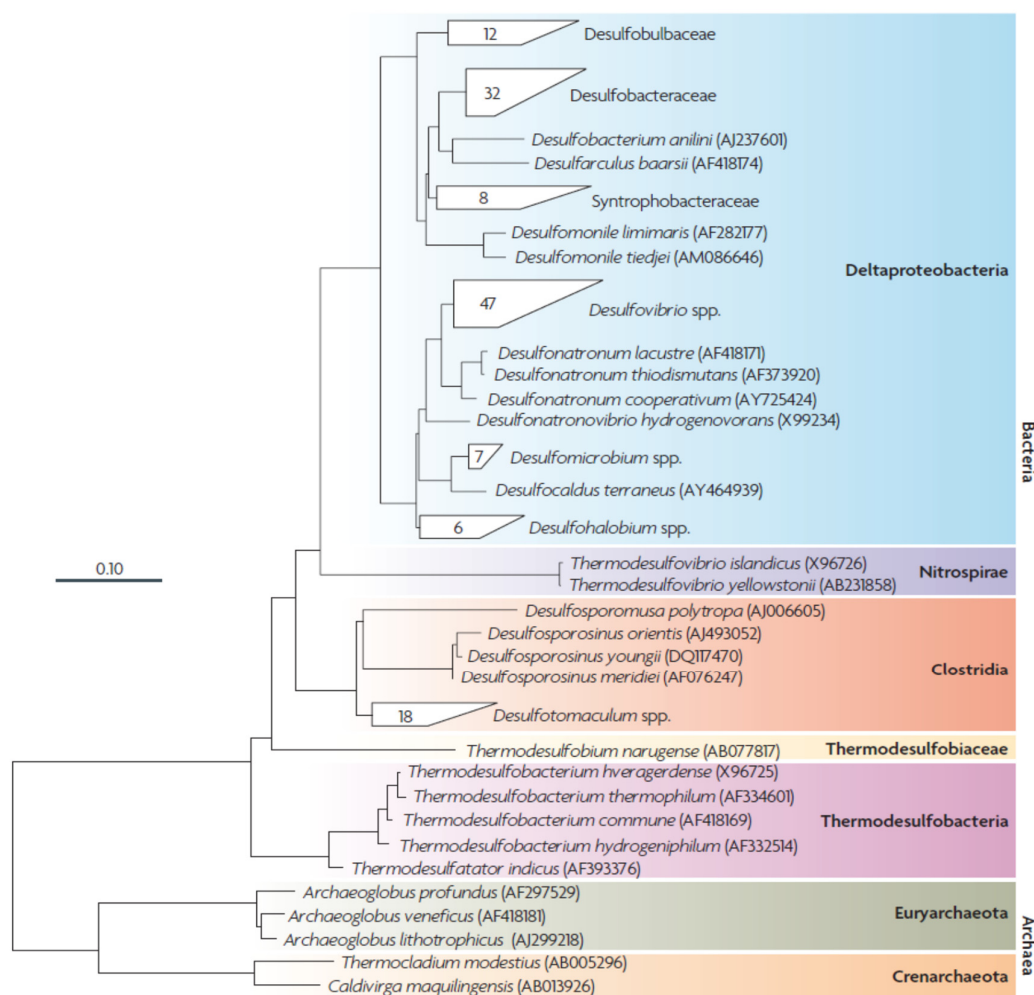 12 Desulfobulbaceae
32 Desulfobacteraceae
Desulfobacterium anilini (AJ237601)
Desulfarculus baarsii (AF418174)
8 Syntrophobacteraceae
Desulfomonile limimaris (AF282177)
Desulfomonile tiedjei (AM086646)
Deltaproteobacteria
47 Desulfovibrio spp.
Desulfonatronum lacustre (AF418171)
Desulfonatronum thiodismutans (AF373920)
Desulfonatronum cooperativum (AY725424)
Desulfonatronovibrio hydrogenovorans (X99234)
7 Desulfomicrobium spp.
Desulfocaldus terraneus (AY464939)
6 Desulfohalobium spp.
Bacteria
0.10
Thermodesulfovibrio islandicus (X96726)
Nitrospirae
Thermodesulfovibrio yellowstonii (AB231858)
Desulfosporomusa polytropa (AJ006605)
Desulfosporosinus orientis (AJ493052)
Desulfosporosinus youngii (DQ117470)
Clostridia
Desulfosporosinus meridiei (AF076247)
18 Desulfotomaculum spp.
Thermodesulfobium narugense (AB077817) Thermodesulfobiaceae
Thermodesulfobacterium hveragerdense (X96725)
Thermodesulfobacterium thermophilum (AF334601)
Thermodesulfobacterium commune (AF418169) Thermodesulfobacteria
Thermodesulfobacterium hydrogeniphilum (AF332514)
Thermodesulfatator indicus (AF393376)
Archaeoglobus profundus (AF297529)
Archaeoglobus veneficus (AF418181) Euryarchaeota
Archaeoglobus lithotrophicus (AJ299218)
Thermocladium modestius (AB005296)
Crenarchaeota
Caldivirga maquilingensis (AB013926)
Archaea